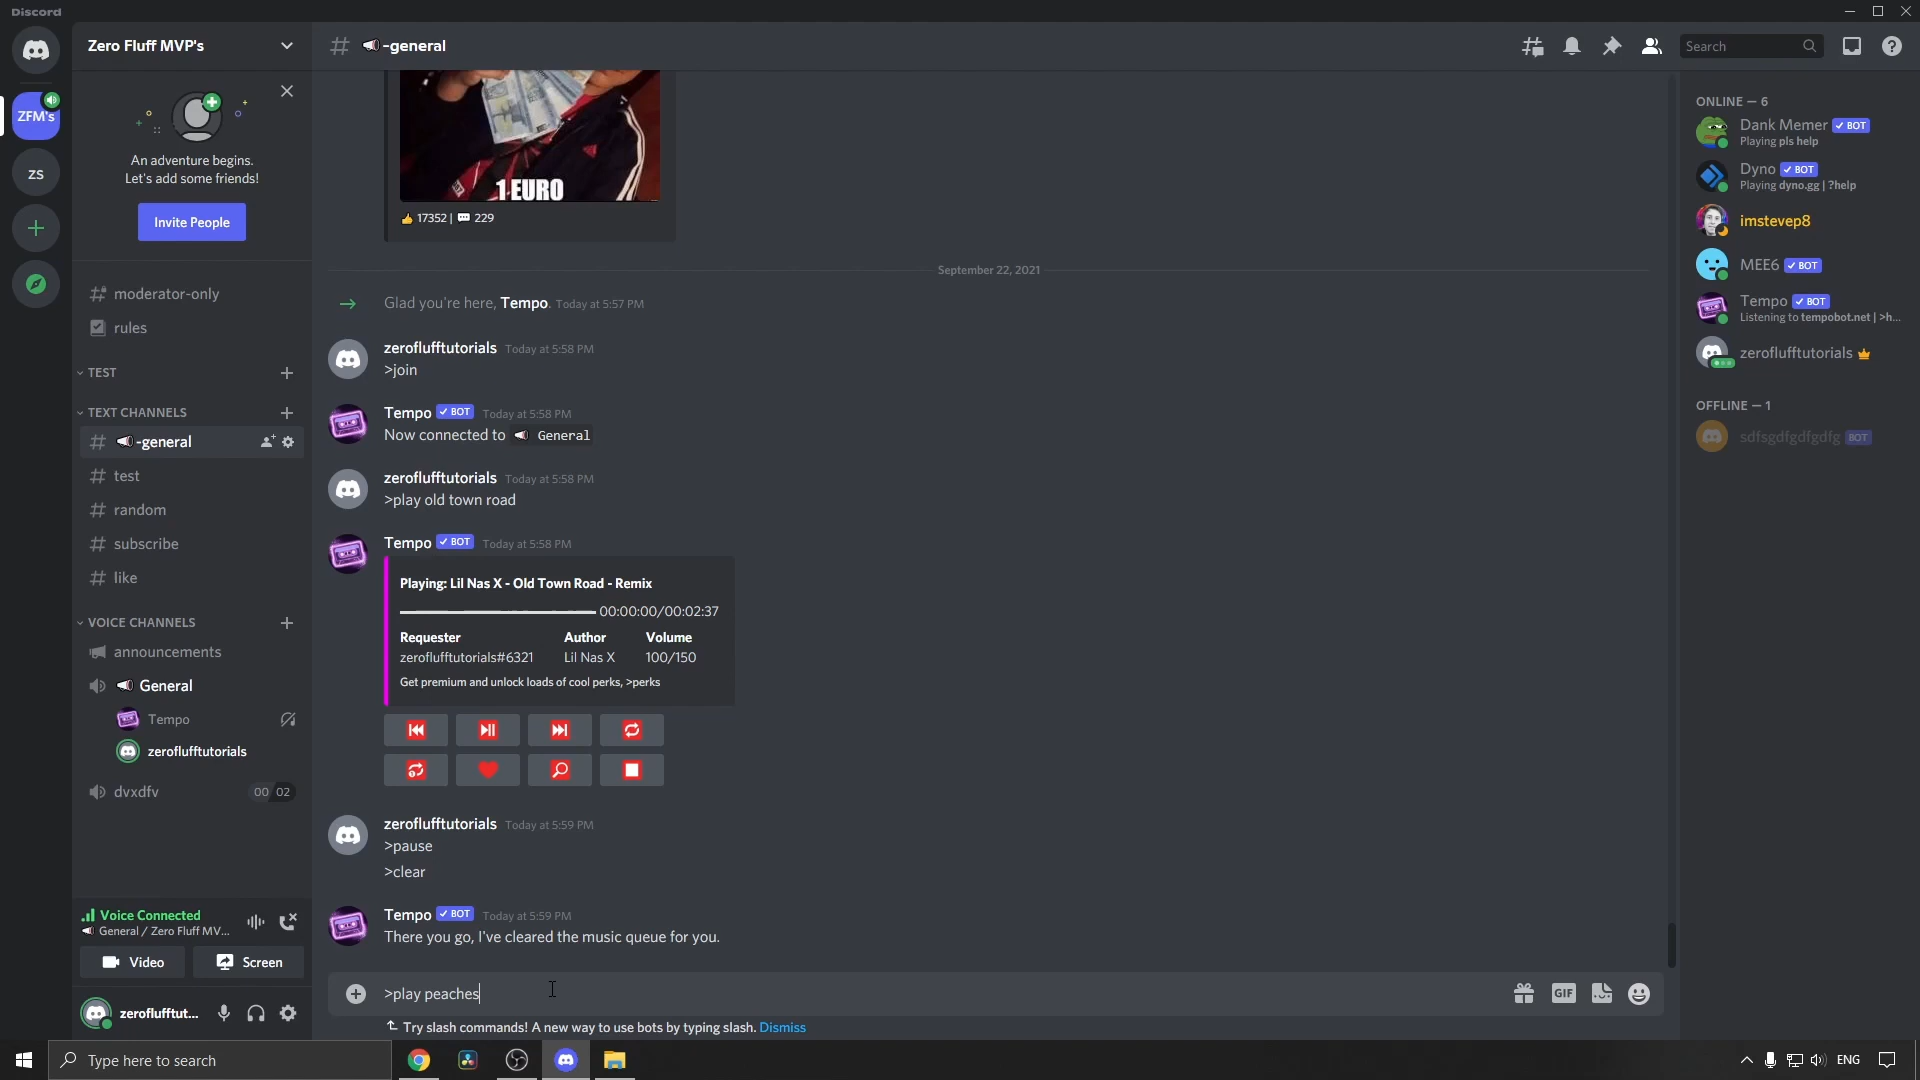 Discord
Zero Fluff MVP's
-general
Search
ZFM's
zs
An adventure begins.
Let's add some friends!
Invite People
moderator-only
rules
TEST
TEXT CHANNELS
-general
test
random
subscribe
like
VOICE CHANNELS
announcements
General
Tempo
zeroflufftutorials
dvxdfv
00 02
Voice Connected
General / Zero Fluff MV...
Video
Screen
zeroflufftut...
1 EURO
17352 | 229
September 22, 2021
Glad you're here, Tempo. Today at 5:57 PM
zeroflufftutorials Today at 5:58 PM
>join
Tempo BOT Today at 5:58 PM
Now connected to General
zeroflufftutorials Today at 5:58 PM
>play old town road
Tempo BOT Today at 5:58 PM
Playing: Lil Nas X - Old Town Road - Remix
00:00:00/00:02:37
Requester Author Volume
zeroflufftutorials#6321 Lil Nas X 100/150
Get premium and unlock loads of cool perks, >perks
zeroflufftutorials Today at 5:59 PM
>pause
>clear
Tempo BOT Today at 5:59 PM
There you go, I've cleared the music queue for you.
>play peaches
GIF
Try slash commands! A new way to use bots by typing slash. Dismiss
ONLINE — 6
Dank Memer BOT
Playing pls help
Dyno BOT
Playing dyno.gg | ?help
imstevep8
MEE6 BOT
Tempo BOT
Listening to tempobot.net | >h...
zeroflufftutorials
OFFLINE — 1
sdfsgdfgdfgdfg BOT
Type here to search
ENG